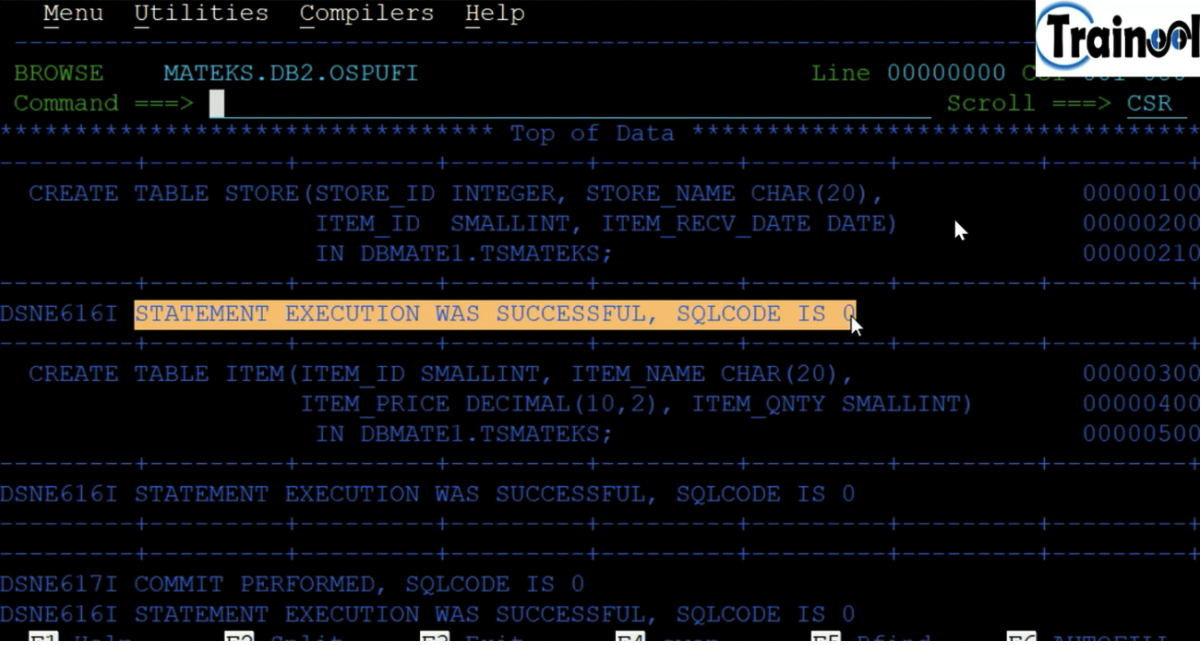 Menu Utilities Compilers Help
BROWSE MATEKS.DB2.OSPUFI Line 00000000
Command ===> Scroll ===> CSR
********************************* Top of Data **********************************
---------+---------+---------+---------+---------+---------+---------+---------+
CREATE TABLE STORE(STORE_ID INTEGER, STORE_NAME CHAR(20), 00000100
ITEM_ID SMALLINT, ITEM_RECV_DATE DATE) 00000200
IN DBMATE1.TSMATEKS; 00000210
---------+---------+---------+---------+---------+---------+---------+---------+
DSNE616I STATEMENT EXECUTION WAS SUCCESSFUL, SQLCODE IS 0
---------+---------+---------+---------+---------+---------+---------+---------+
CREATE TABLE ITEM(ITEM_ID SMALLINT, ITEM_NAME CHAR(20), 00000300
ITEM_PRICE DECIMAL(10,2), ITEM_QNTY SMALLINT) 00000400
IN DBMATE1.TSMATEKS; 00000500
---------+---------+---------+---------+---------+---------+---------+---------+
DSNE616I STATEMENT EXECUTION WAS SUCCESSFUL, SQLCODE IS 0
---------+---------+---------+---------+---------+---------+---------+---------+
---------+---------+---------+---------+---------+---------+---------+---------+
DSNE617I COMMIT PERFORMED, SQLCODE IS 0
DSNE616I STATEMENT EXECUTION WAS SUCCESSFUL, SQLCODE IS 0